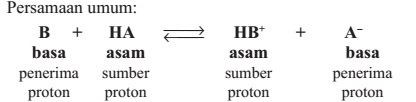 Persamaan umum:
B + HA ⇌ HB⁺ + A⁻
basa asam asam basa
penerima sumber sumber penerima
proton proton proton proton